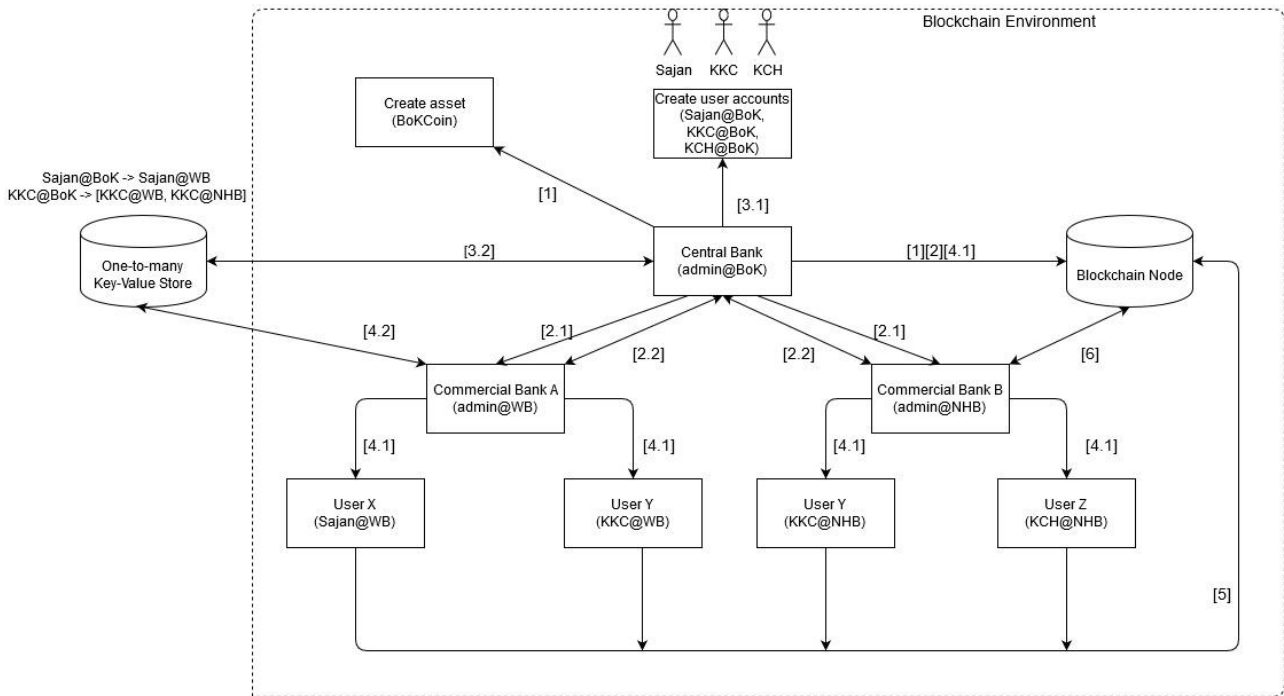 Blockchain Environment
Sajan
KKC
KCH
Create asset
(BoKCoin)
Create user accounts
(Sajan@BoK,
KKC@BoK,
KCH@BoK)
Sajan@BoK -> Sajan@WB
KKC@BoK -> [KKC@WB, KKC@NHB]
[1]
[3.1]
One-to-many
Key-Value Store
[3.2]
Central Bank
(admin@BoK)
[1][2][4.1]
Blockchain Node
[4.2]
[2.1]
[2.2]
[2.2]
[2.1]
[6]
Commercial Bank A
(admin@WB)
Commercial Bank B
(admin@NHB)
[4.1]
[4.1]
[4.1]
[4.1]
User X
(Sajan@WB)
User Y
(KKC@WB)
User Y
(KKC@NHB)
User Z
(KCH@NHB)
[5]